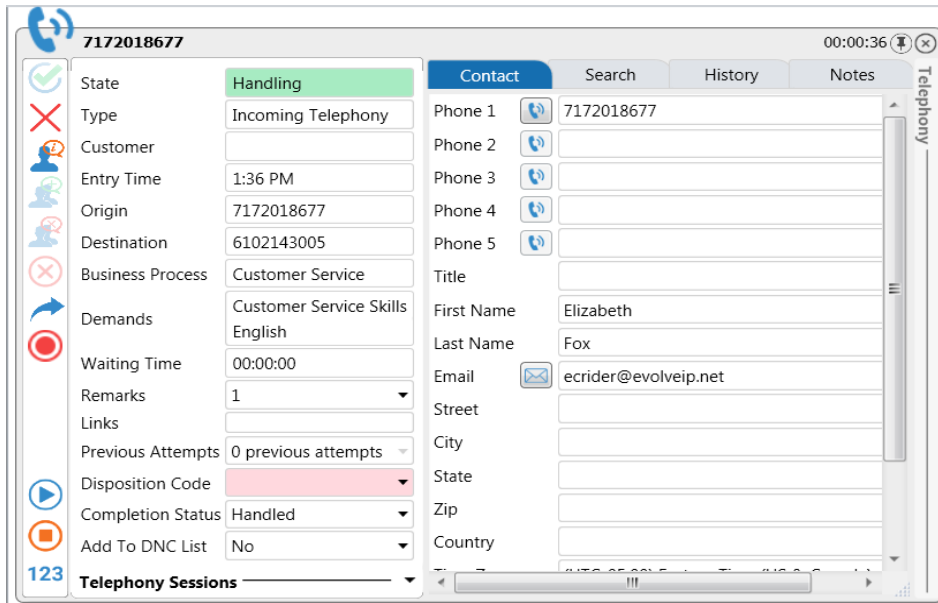 7172018677
00:00:36
State Handling
Type Incoming Telephony
Customer
Entry Time 1:36 PM
Origin 7172018677
Destination 6102143005
Business Process Customer Service
Demands Customer Service Skills
English
Waiting Time 00:00:00
Remarks 1
Links
Previous Attempts 0 previous attempts
Disposition Code
Completion Status Handled
Add To DNC List No
Telephony Sessions
123
Contact Search History Notes
Phone 1 7172018677
Phone 2
Phone 3
Phone 4
Phone 5
Title
First Name Elizabeth
Last Name Fox
Email ecrider@evolveip.net
Street
City
State
Zip
Country
Telephony